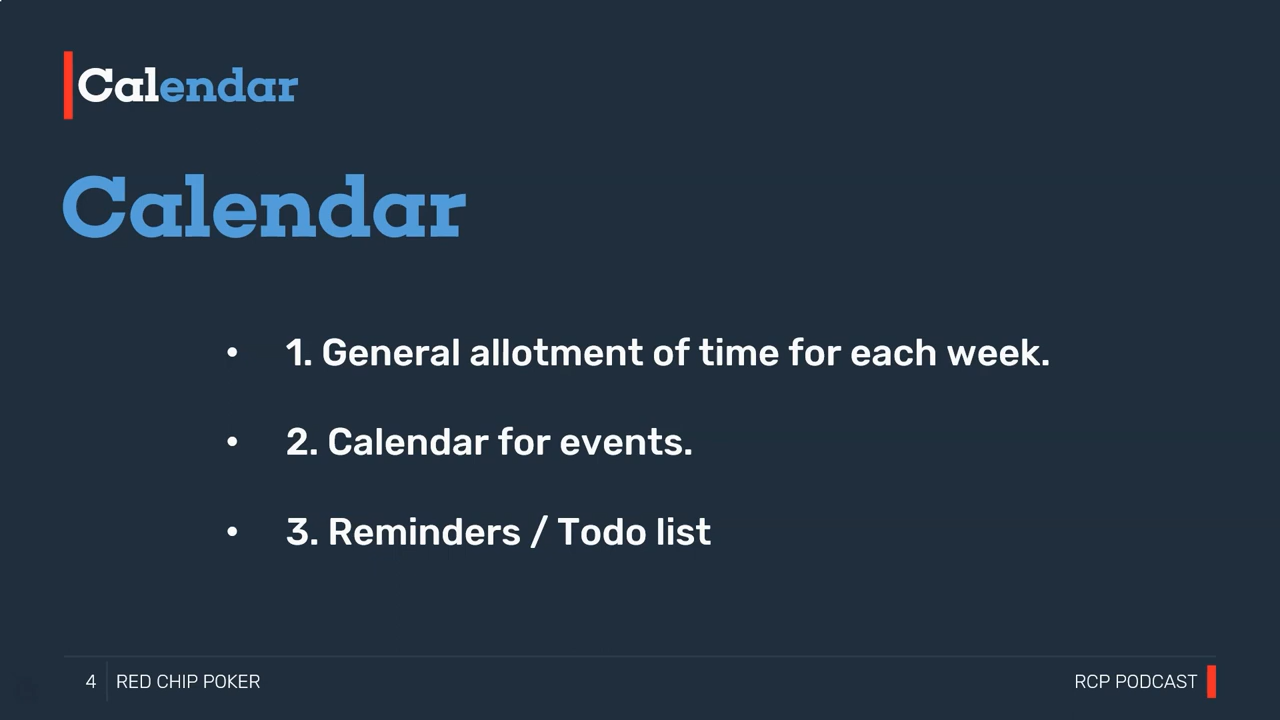 Calendar
Calendar
• 1. General allotment of time for each week.
• 2. Calendar for events.
• 3. Reminders / Todo list
4 RED CHIP POKER RCP PODCAST